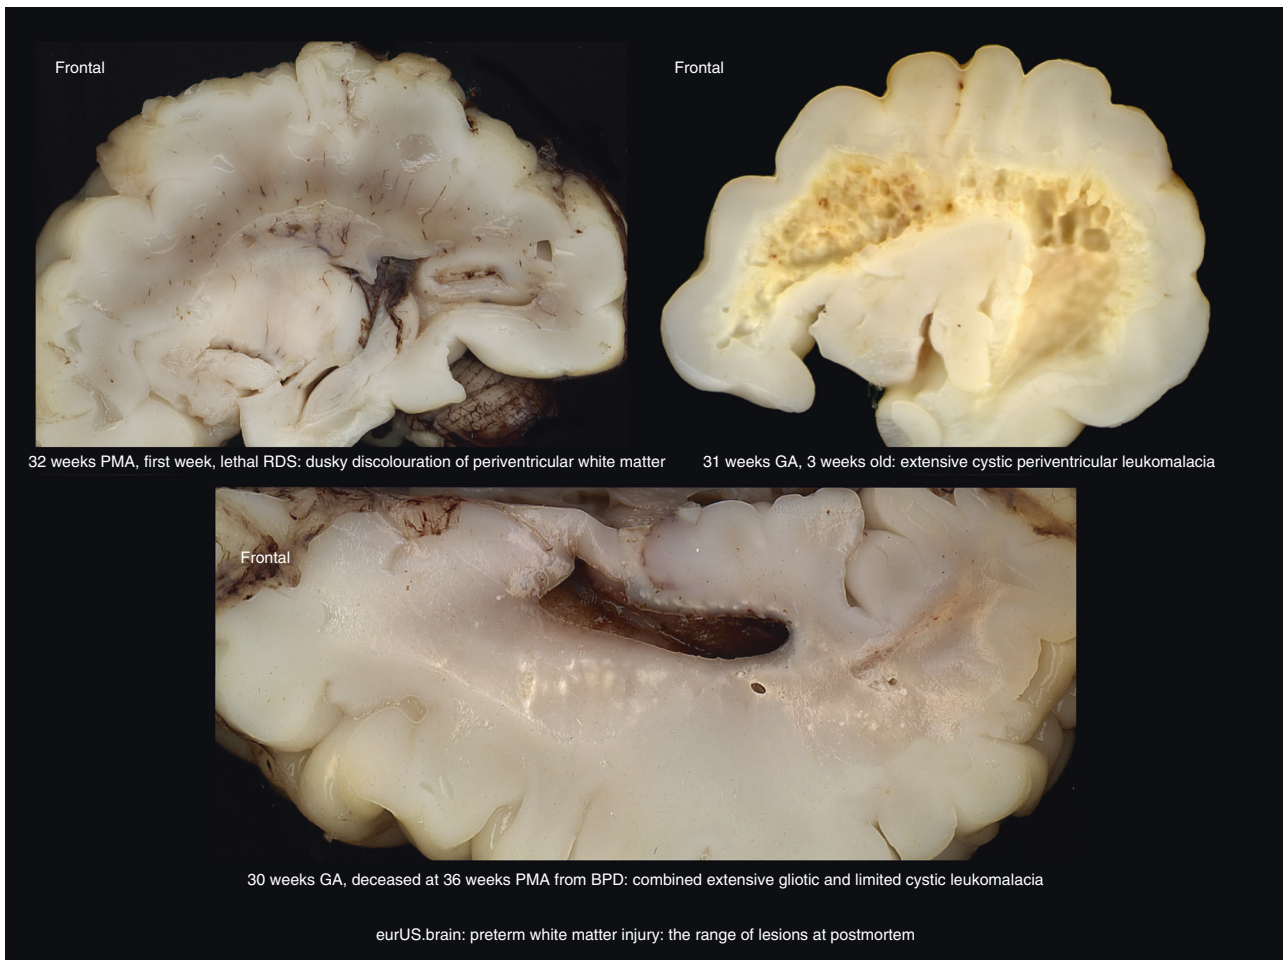 Frontal
Frontal
32 weeks PMA, first week, lethal RDS: dusky discolouration of periventricular white matter
31 weeks GA, 3 weeks old: extensive cystic periventricular leukomalacia
Frontal
30 weeks GA, deceased at 36 weeks PMA from BPD: combined extensive gliotic and limited cystic leukomalacia
eurUS.brain: preterm white matter injury: the range of lesions at postmortem